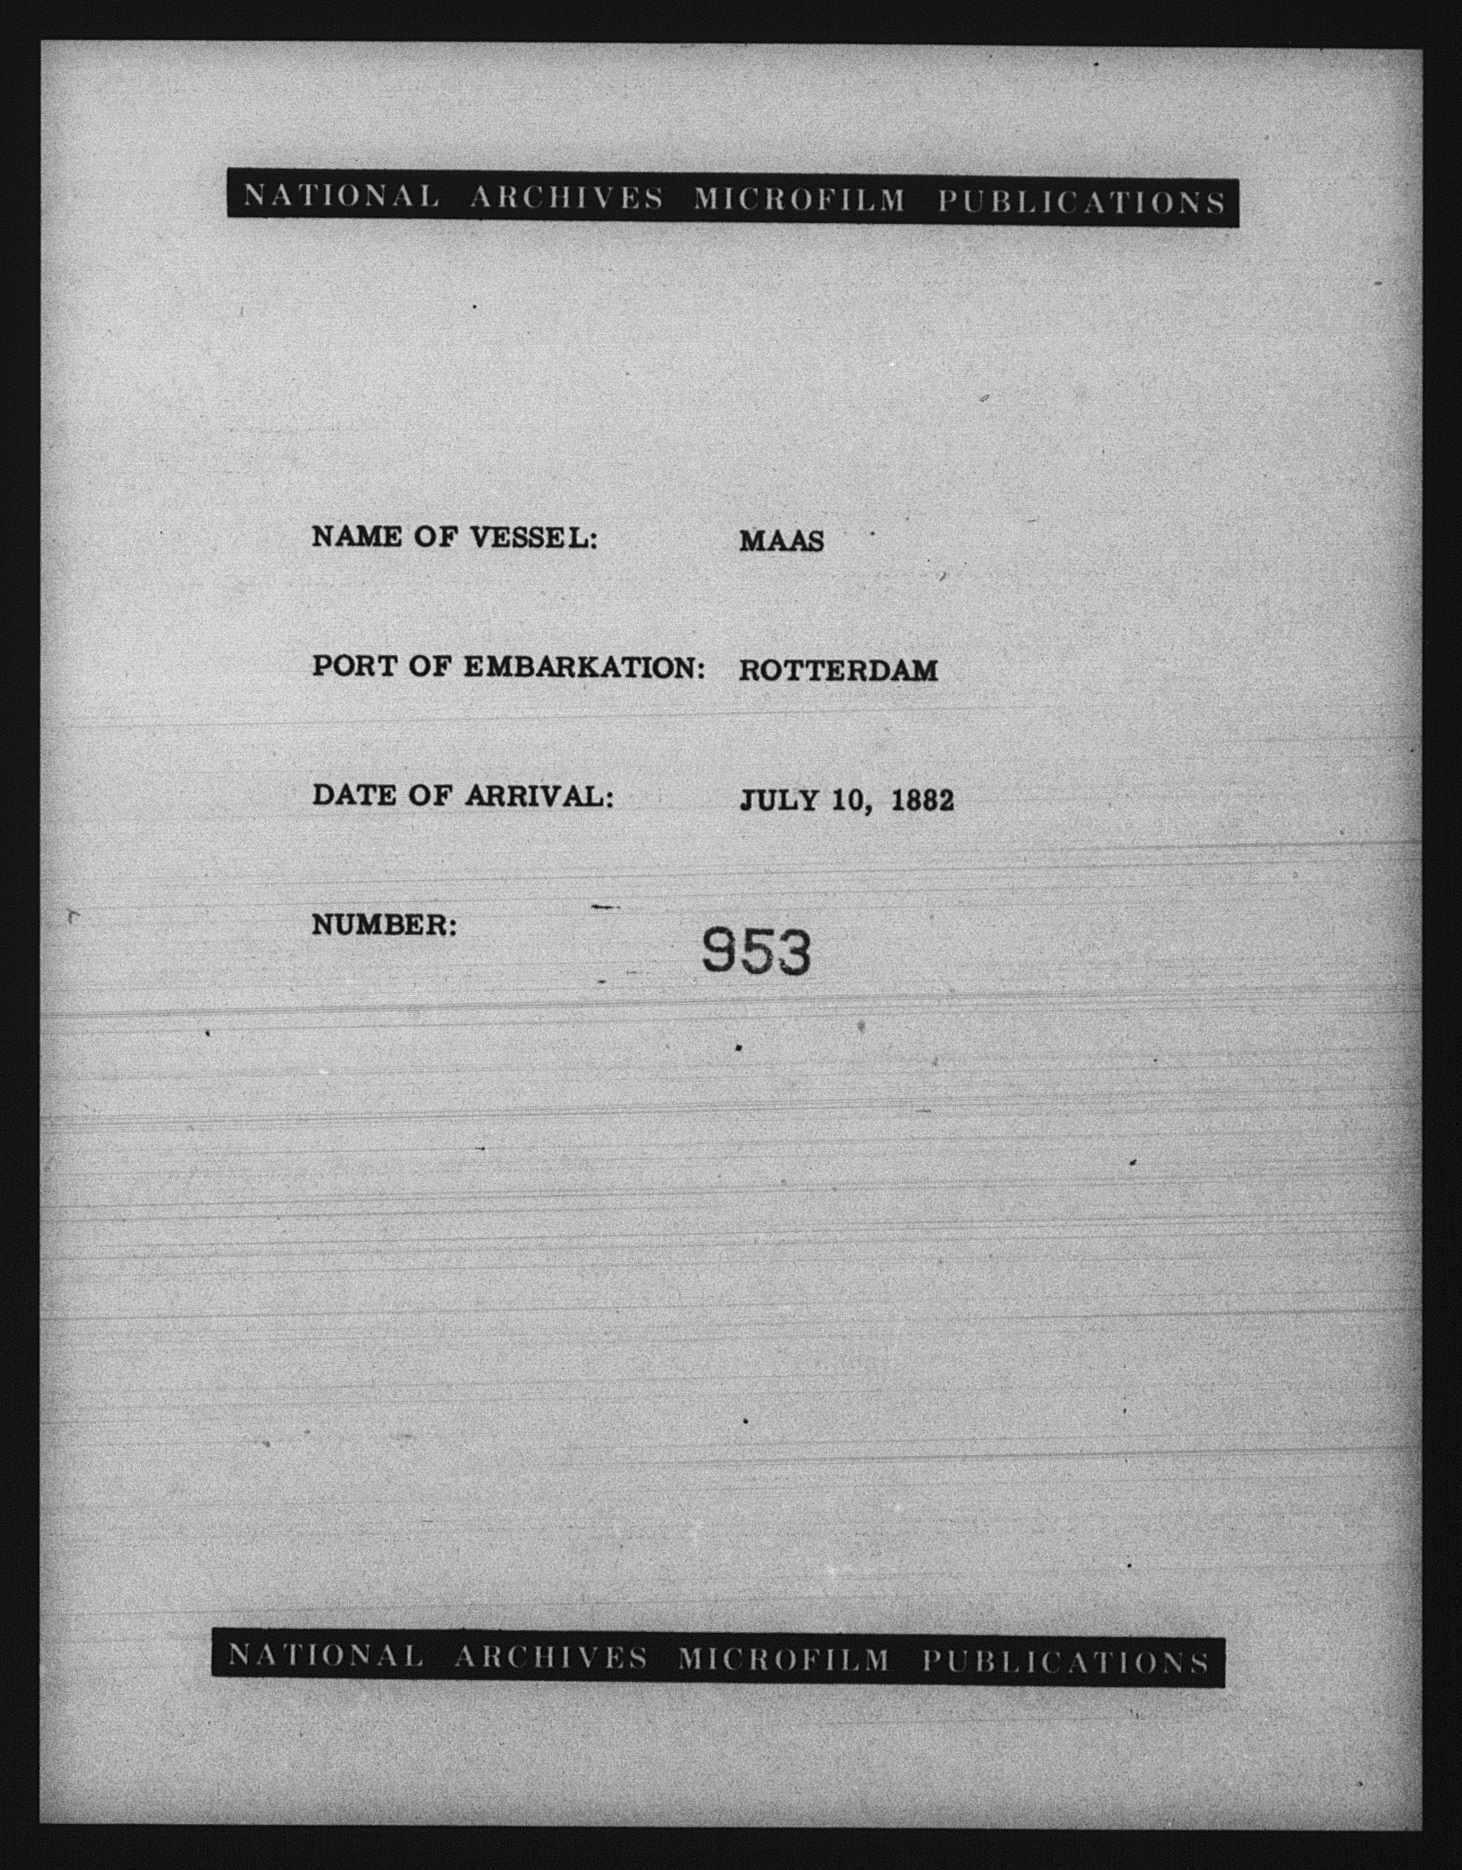 NATIONAL ARCHIVES MICROFILM PUBLICATIONS
NAME OF VESSEL: MAAS
PORT OF EMBARKATION: ROTTERDAM
DATE OF ARRIVAL: JULY 10, 1882
NUMBER: 953
NATIONAL ARCHIVES MICROFILM PUBLICATIONS